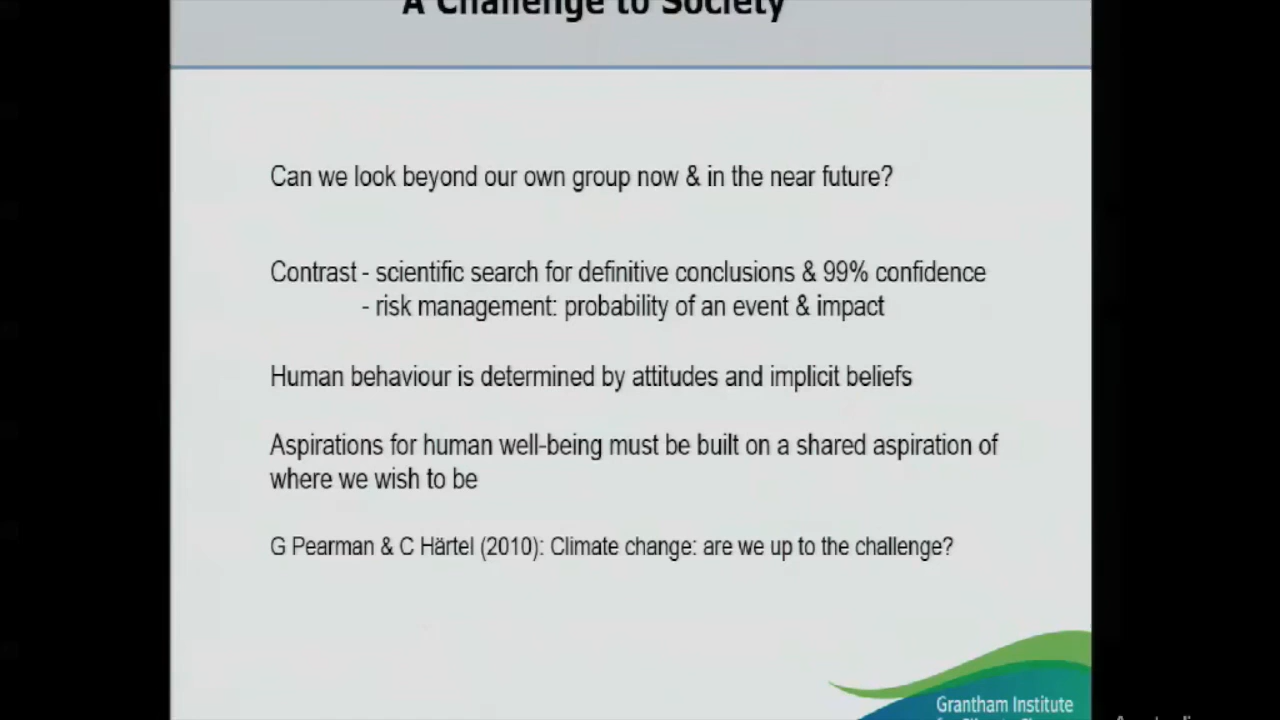 A Challenge to Society
Can we look beyond our own group now & in the near future?
Contrast - scientific search for definitive conclusions & 99% confidence
- risk management: probability of an event & impact
Human behaviour is determined by attitudes and implicit beliefs
Aspirations for human well-being must be built on a shared aspiration of
where we wish to be
G Pearman & C Härtel (2010): Climate change: are we up to the challenge?
Grantham Institute